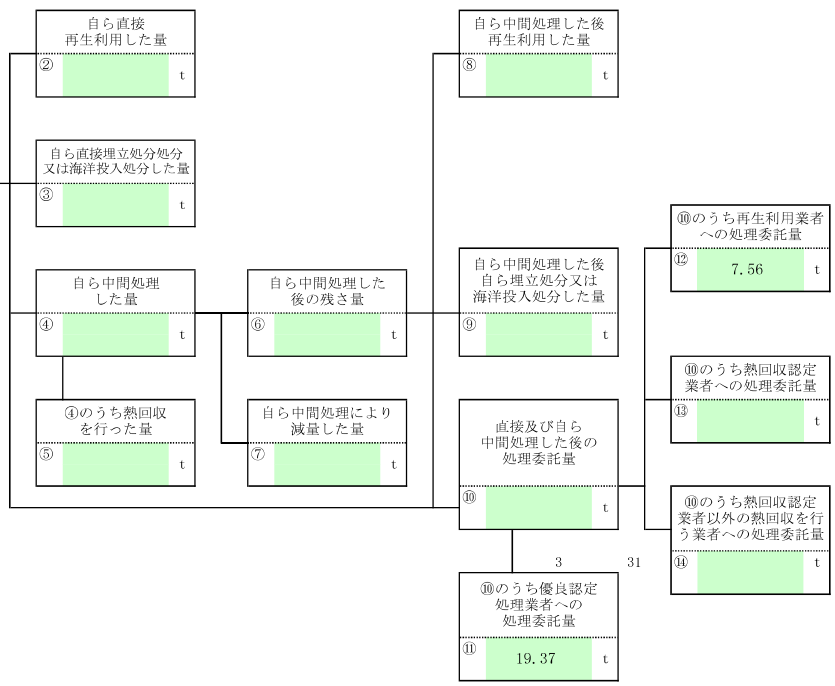 自ら直接
再生利用した量
② t
自ら中間処理した後
再生利用した量
⑧ t
自ら直接埋立処分処分
又は海洋投入処分した量
③ t
⑩のうち再生利用業者
への処理委託量
⑫ 7.56 t
自ら中間処理
した量
④ t
自ら中間処理した
後の残さ量
⑥ t
自ら中間処理した後
自ら埋立処分又は
海洋投入処分した量
⑨ t
⑩のうち熱回収認定
業者への処理委託量
⑬ t
④のうち熱回収
を行った量
⑤ t
自ら中間処理により
減量した量
⑦ t
直接及び自ら
中間処理した後の
処理委託量
⑩ t
⑩のうち熱回収認定
業者以外の熱回収を行
う業者への処理委託量
⑭ t
3 31
⑩のうち優良認定
処理業者への
処理委託量
⑪ 19.37 t